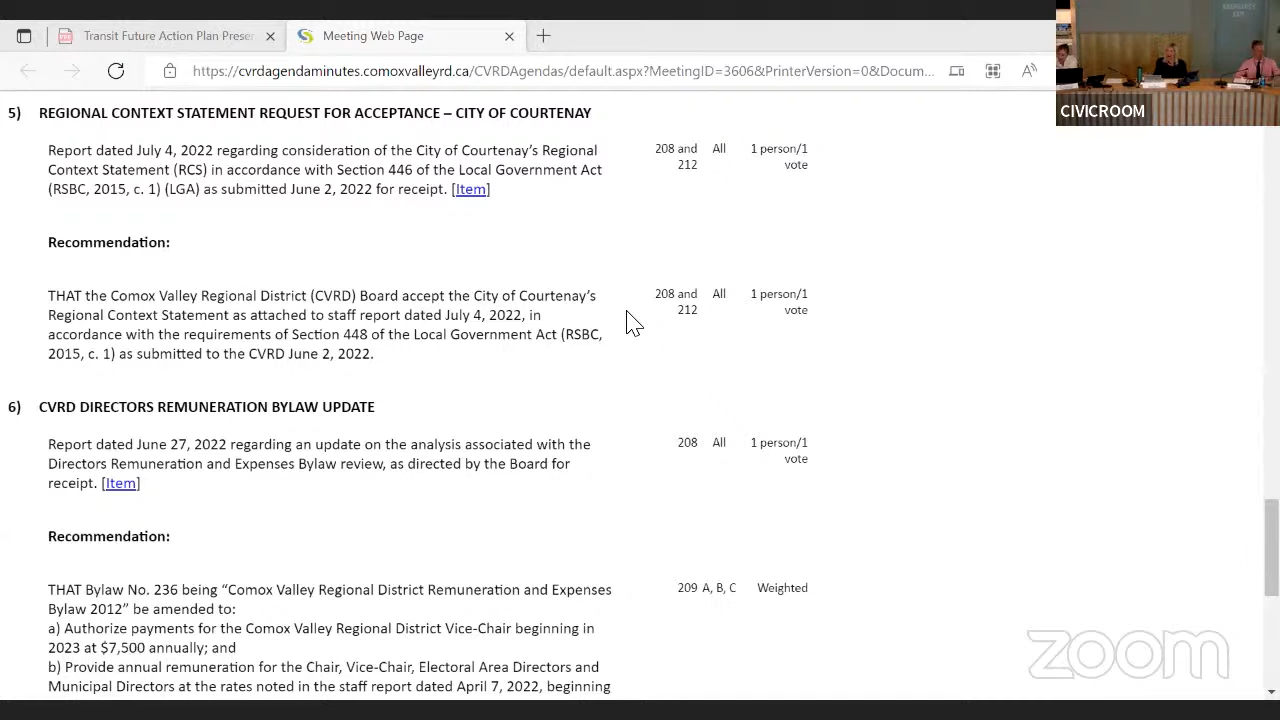 Transit Future Action Plan Preser
Meeting Web Page
https://cvrdagendaminutes.comoxvalleyrd.ca/CVRDAgendas/default.aspx?MeetingID=3606&PrinterVersion=0&Docum...
CIVICROOM
5) REGIONAL CONTEXT STATEMENT REQUEST FOR ACCEPTANCE – CITY OF COURTENAY
Report dated July 4, 2022 regarding consideration of the City of Courtenay's Regional 208 and All 1 person/1
Context Statement (RCS) in accordance with Section 446 of the Local Government Act 212 vote
(RSBC, 2015, c. 1) (LGA) as submitted June 2, 2022 for receipt. [Item]
Recommendation:
THAT the Comox Valley Regional District (CVRD) Board accept the City of Courtenay's 208 and All 1 person/1
Regional Context Statement as attached to staff report dated July 4, 2022, in 212 vote
accordance with the requirements of Section 448 of the Local Government Act (RSBC,
2015, c. 1) as submitted to the CVRD June 2, 2022.
6) CVRD DIRECTORS REMUNERATION BYLAW UPDATE
Report dated June 27, 2022 regarding an update on the analysis associated with the 208 All 1 person/1
Directors Remuneration and Expenses Bylaw review, as directed by the Board for vote
receipt. [Item]
Recommendation:
THAT Bylaw No. 236 being “Comox Valley Regional District Remuneration and Expenses 209 A, B, C Weighted
Bylaw 2012” be amended to:
a) Authorize payments for the Comox Valley Regional District Vice-Chair beginning in
2023 at $7,500 annually; and
b) Provide annual remuneration for the Chair, Vice-Chair, Electoral Area Directors and
Municipal Directors at the rates noted in the staff report dated April 7, 2022, beginning
zoom